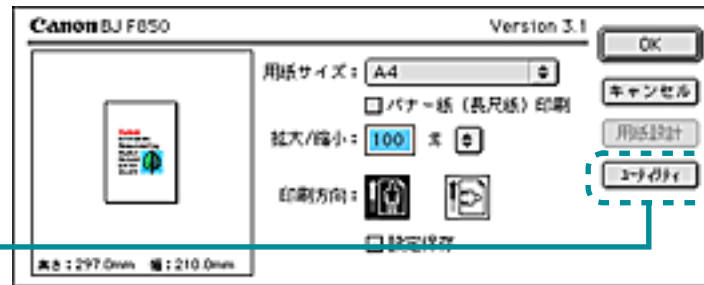 Canon BJ F850
Version 3.1
用紙サイズ: A4
バナー紙（長尺紙）印刷
拡大/縮小: 100 %
印刷方向:
設定保存
高さ:297.0mm 幅:210.0mm
OK
キャンセル
用紙設計
ユーティリティ